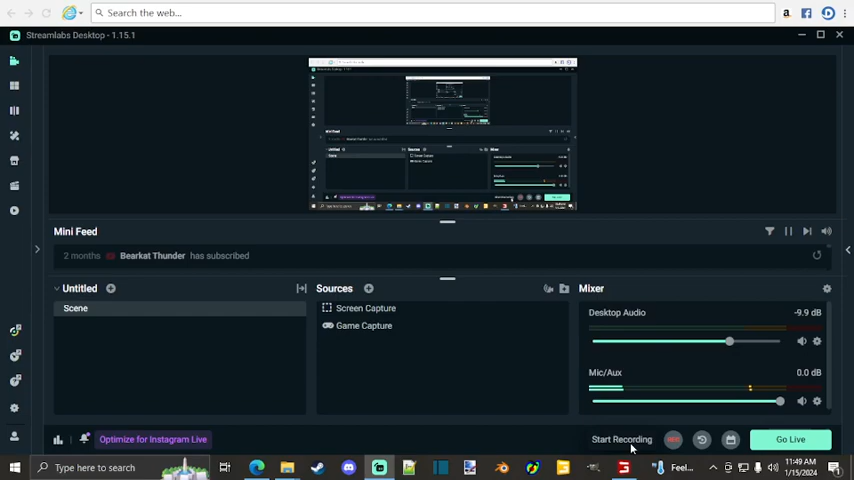 Search the web...
Streamlabs Desktop - 1.15.1
Mini Feed
2 months Bearkat Thunder has subscribed
Untitled
Sources
Mixer
Scene
Screen Capture
Game Capture
Desktop Audio -9.9 dB
Mic/Aux 0.0 dB
Optimize for Instagram Live
Start Recording
REC
Go Live
Type here to search
Feel...
11:49 AM
1/15/2024